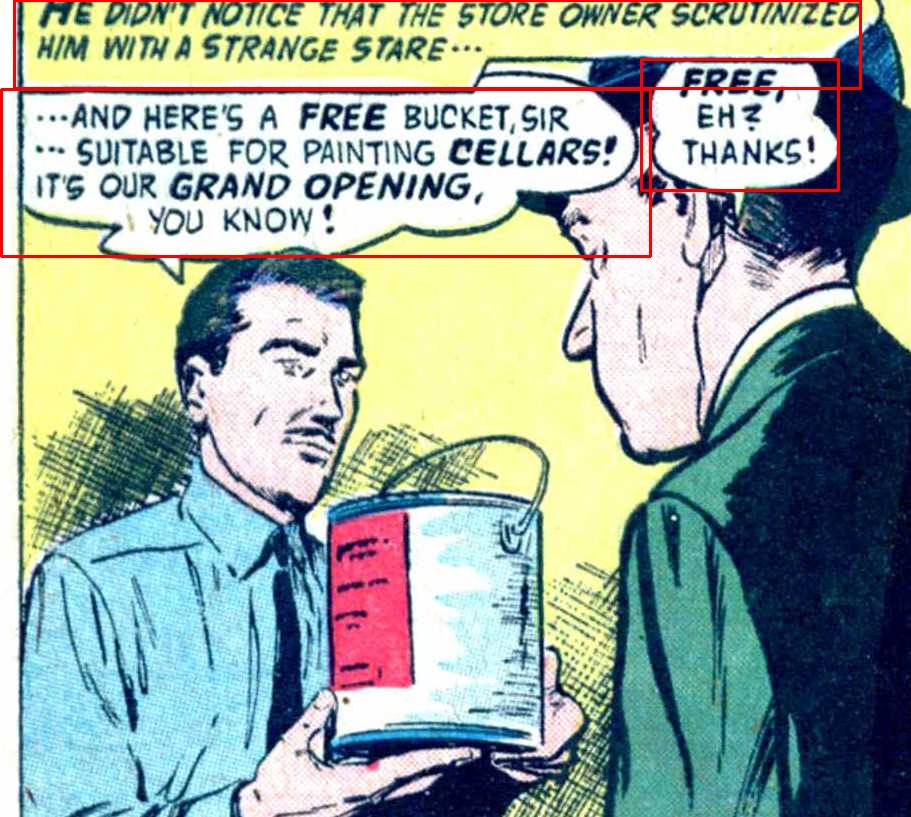 HE DIDN'T NOTICE THAT THE STORE OWNER SCRUTINIZED
HIM WITH A STRANGE STARE...
...AND HERE'S A FREE BUCKET, SIR
... SUITABLE FOR PAINTING CELLARS!
IT'S OUR GRAND OPENING,
YOU KNOW!
FREE,
EH?
THANKS!